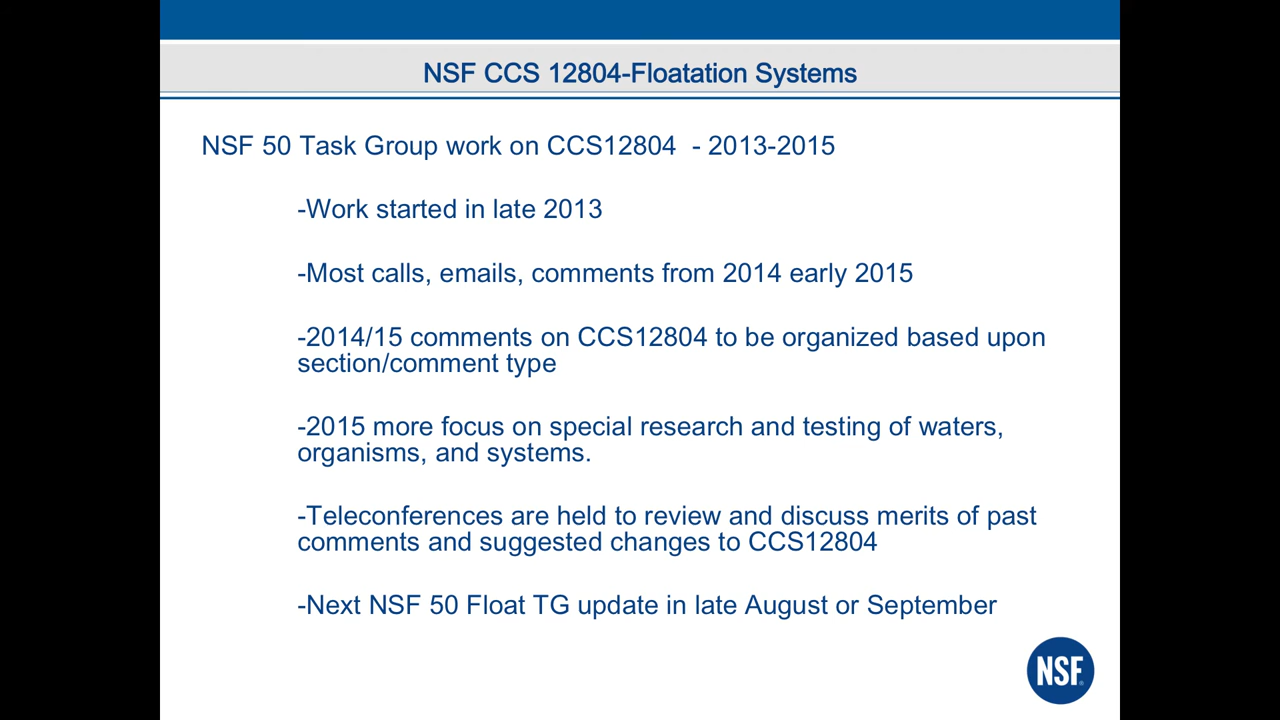 NSF CCS 12804-Floatation Systems
NSF 50 Task Group work on CCS12804  - 2013-2015
-Work started in late 2013
-Most calls, emails, comments from 2014 early 2015
-2014/15 comments on CCS12804 to be organized based upon
section/comment type
-2015 more focus on special research and testing of waters,
organisms, and systems.
-Teleconferences are held to review and discuss merits of past
comments and suggested changes to CCS12804
-Next NSF 50 Float TG update in late August or September
NSF®